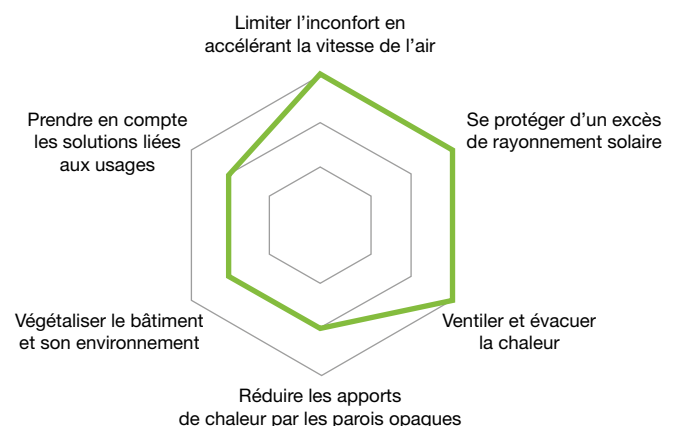 Limiter l’inconfort en
accélérant la vitesse de l’air
Se protéger d’un excès
de rayonnement solaire
Prendre en compte
les solutions liées
aux usages
Végétaliser le bâtiment
et son environnement
Ventiler et évacuer
la chaleur
Réduire les apports
de chaleur par les parois opaques